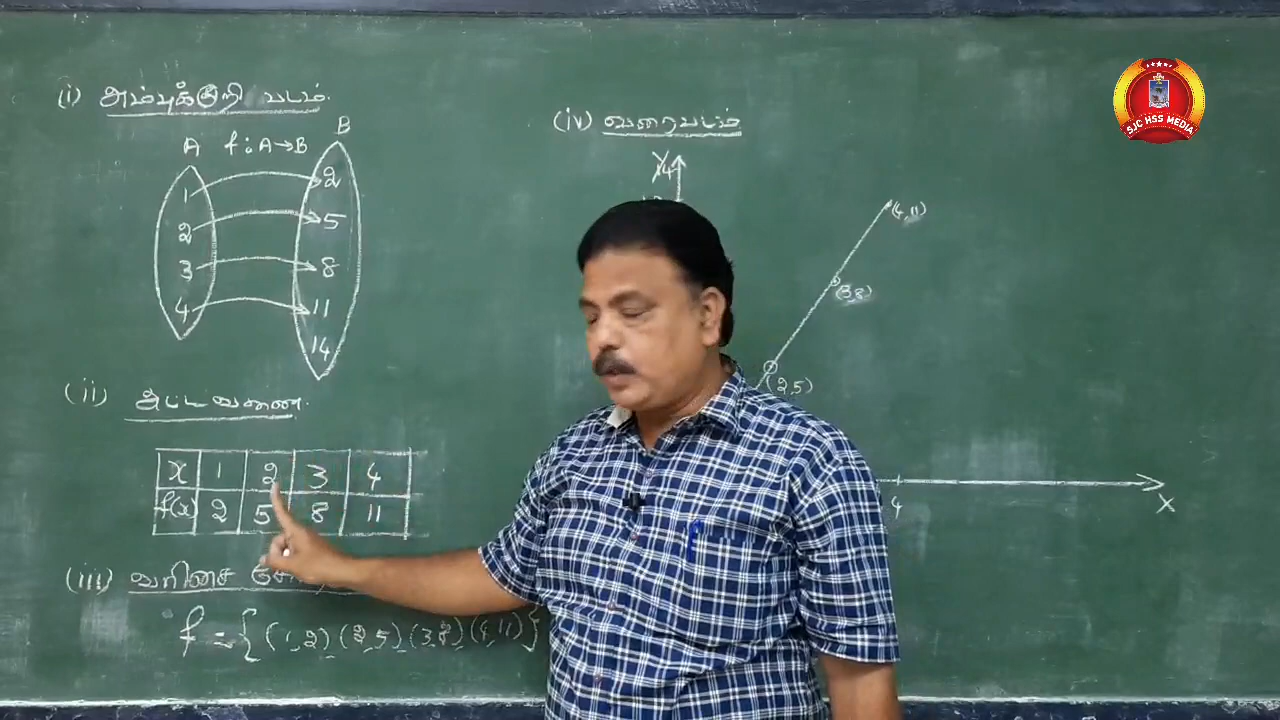 (i) அம்புக்குறி படம்.
A f : A→B B
1 2
2 5
3 8
4 11
14
(ii) அட்டவணை.
x 1 2 3 4
f(x) 2 5 8 11
(iii) வரிசை
f = { (1,2) (2,5) (3,8) (4,11) }
(iv) வரைபடம்
Y
(4,11)
(3,8)
(2,5)
4
X
SJC HSS MEDIA